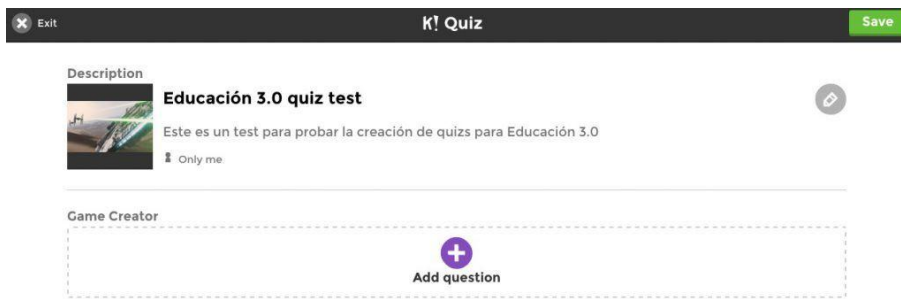 Exit
K! Quiz
Save
Description
Educación 3.0 quiz test
Este es un test para probar la creación de quizs para Educación 3.0
Only me
Game Creator
Add question